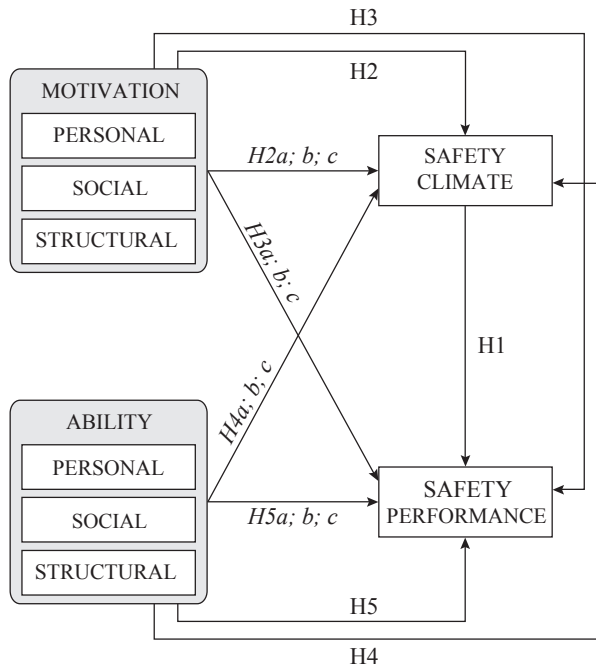 H3
H2
MOTIVATION
PERSONAL
SOCIAL
STRUCTURAL
H2a; b; c
SAFETY
CLIMATE
H3a; b; c
H1
H4a; b; c
ABILITY
PERSONAL
SOCIAL
STRUCTURAL
H5a; b; c
SAFETY
PERFORMANCE
H5
H4